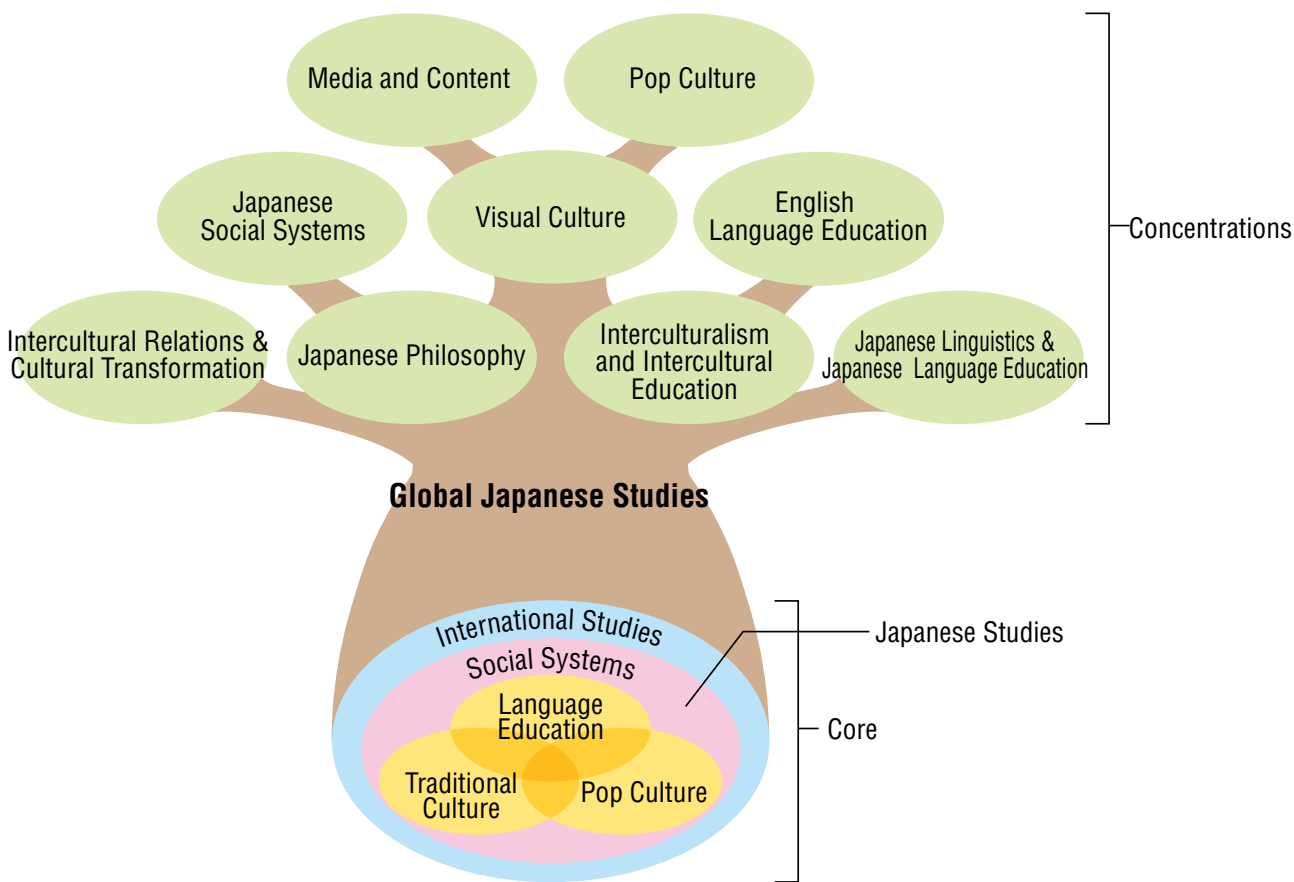 Media and Content
Pop Culture
Japanese
Social Systems
Visual Culture
English
Language Education
Concentrations
Intercultural Relations &
Cultural Transformation
Japanese Philosophy
Interculturalism
and Intercultural
Education
Japanese Linguistics &
Japanese Language Education
Global Japanese Studies
International Studies
Social Systems
Japanese Studies
Language
Education
Core
Traditional
Culture
Pop Culture